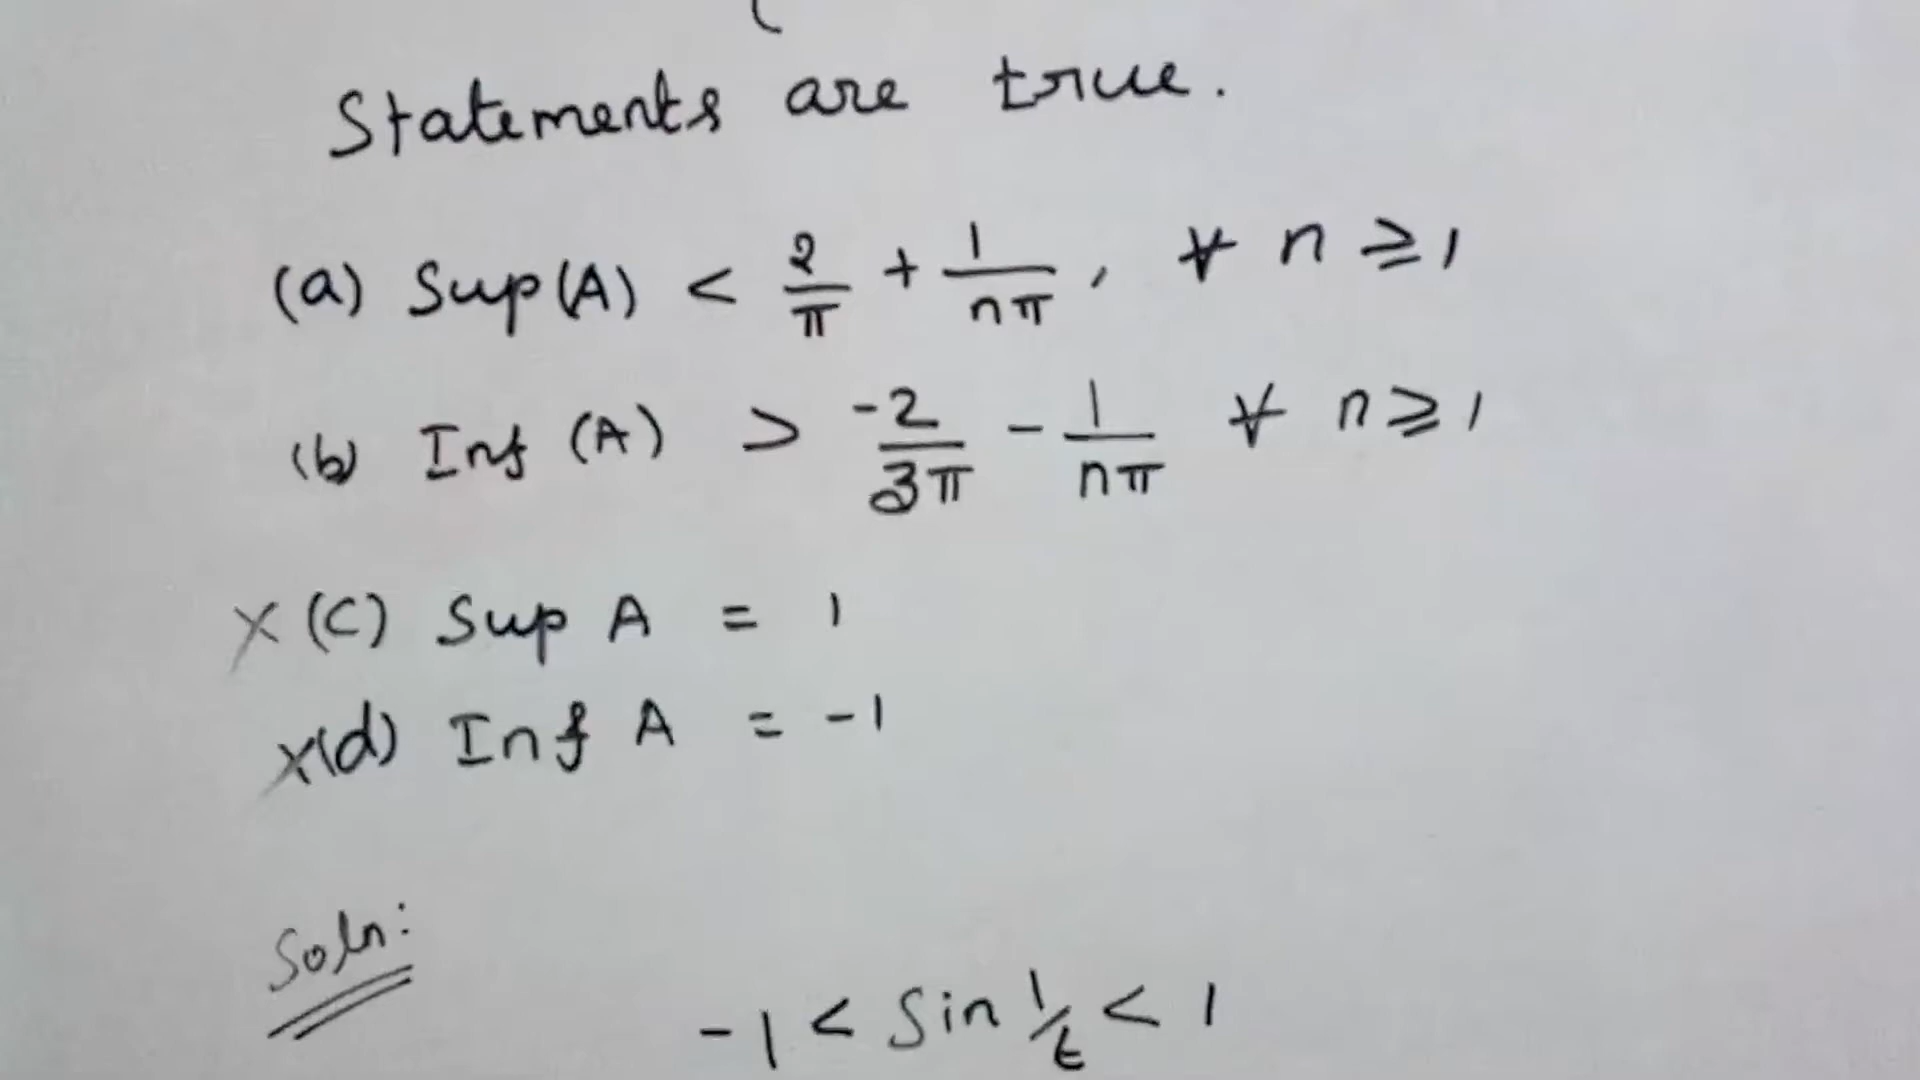 Statements are true.
(a) Sup(A) < 2/π + 1/nπ, ∀ n ≥ 1
(b) Inf (A) > -2/3π - 1/nπ ∀ n ≥ 1
X (c) Sup A = 1
X (d) Inf A = -1
Soln:
-1 < Sin 1/t < 1